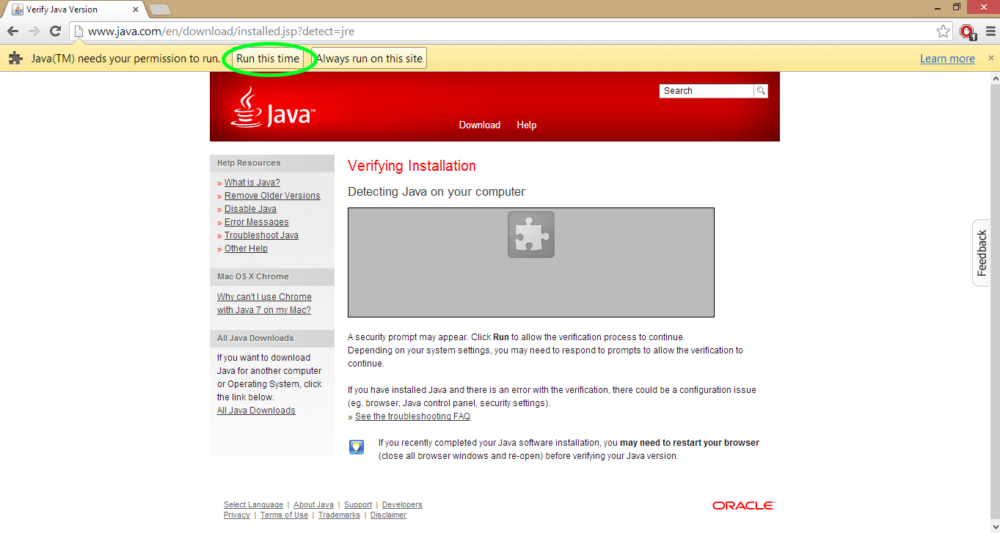 Verify Java Version
www.java.com/en/download/installed.jsp?detect=jre
1
Java(TM) needs your permission to run. Run this time Always run on this site Learn more
Java™
Search
Download Help
Help Resources
» What is Java?
» Remove Older Versions
» Disable Java
» Error Messages
» Troubleshoot Java
» Other Help
Mac OS X Chrome
Why can't I use Chrome
with Java 7 on my Mac?
All Java Downloads
If you want to download
Java for another computer
or Operating System, click
the link below.
All Java Downloads
Verifying Installation
Detecting Java on your computer
A security prompt may appear. Click Run to allow the verification process to continue.
Depending on your system settings, you may need to respond to prompts to allow the verification to
continue.
If you have installed Java and there is an error with the verification, there could be a configuration issue
(eg. browser, Java control panel, security settings).
» See the troubleshooting FAQ
If you recently completed your Java software installation, you may need to restart your browser
(close all browser windows and re-open) before verifying your Java version.
Feedback
Select Language | About Java | Support | Developers
Privacy | Terms of Use | Trademarks | Disclaimer
ORACLE